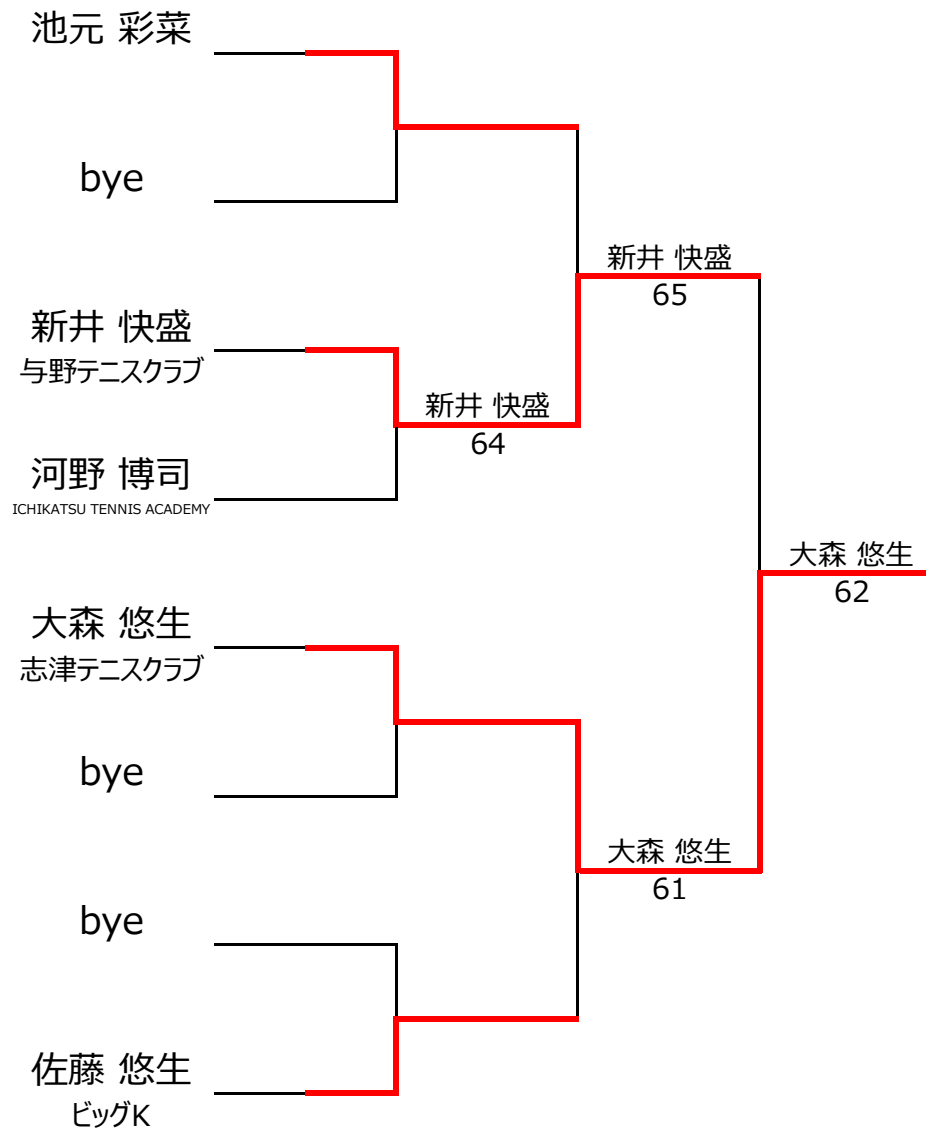 池元 彩菜
bye
新井 快盛
65
新井 快盛
与野テニスクラブ
新井 快盛
64
河野 博司
ICHIKATSU TENNIS ACADEMY
大森 悠生
62
大森 悠生
志津テニスクラブ
bye
大森 悠生
61
bye
佐藤 悠生
ビッグK